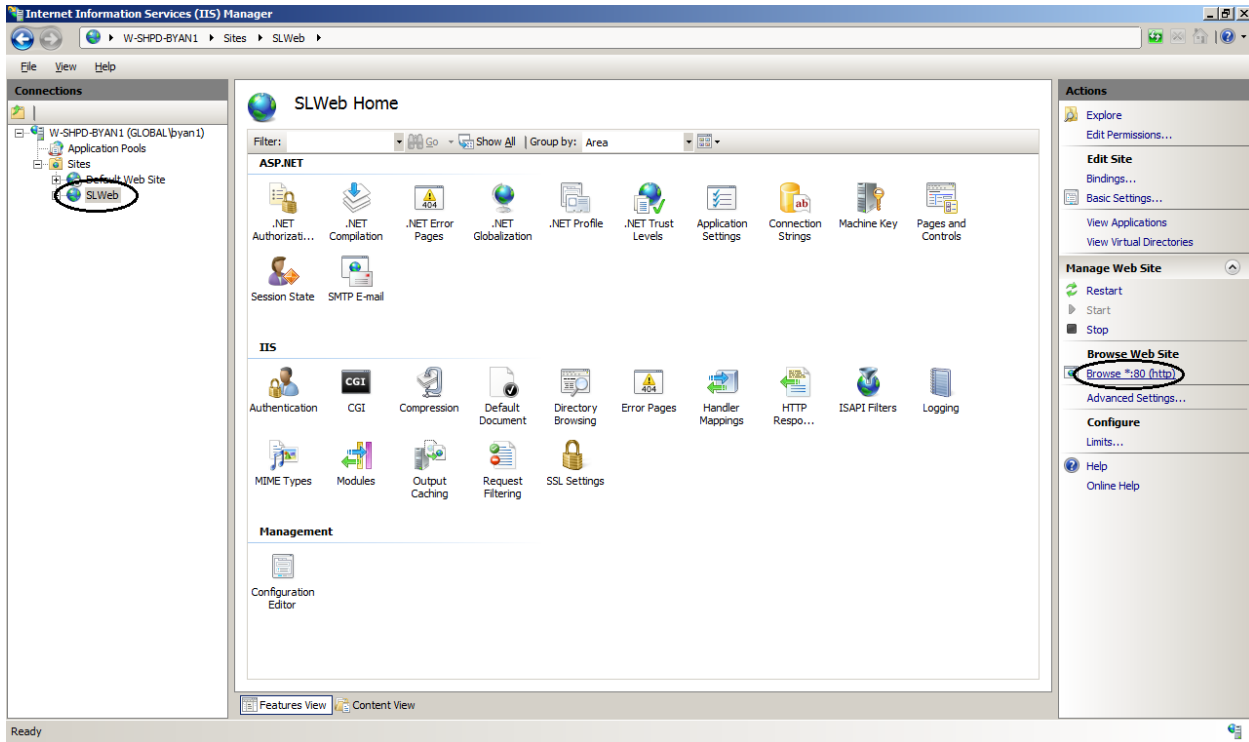 Internet Information Services (IIS) Manager
W-SHPD-BYAN1 Sites SLWeb
File View Help
Connections
W-SHPD-BYAN1 (GLOBAL\byan1)
Application Pools
Sites
Default Web Site
SLWeb
SLWeb Home
Filter: Go Show All Group by: Area
ASP.NET
.NET Authorizati...
.NET Compilation
.NET Error Pages
.NET Globalization
.NET Profile
.NET Trust Levels
Application Settings
Connection Strings
Machine Key
Pages and Controls
Session State
SMTP E-mail
IIS
Authentication
CGI
Compression
Default Document
Directory Browsing
Error Pages
Handler Mappings
HTTP Respo...
ISAPI Filters
Logging
MIME Types
Modules
Output Caching
Request Filtering
SSL Settings
Management
Configuration Editor
Features View Content View
Ready
Actions
Explore
Edit Permissions...
Edit Site
Bindings...
Basic Settings...
View Applications
View Virtual Directories
Manage Web Site
Restart
Start
Stop
Browse Web Site
Browse *:80 (http)
Advanced Settings...
Configure
Limits...
Help
Online Help